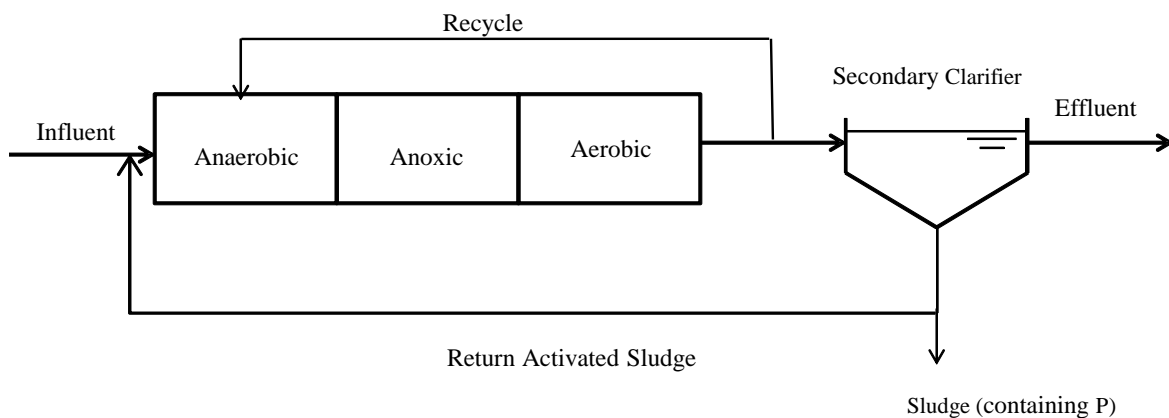 Recycle
Secondary Clarifier
Influent
Effluent
Anaerobic
Anoxic
Aerobic
Return Activated Sludge
Sludge (containing P)